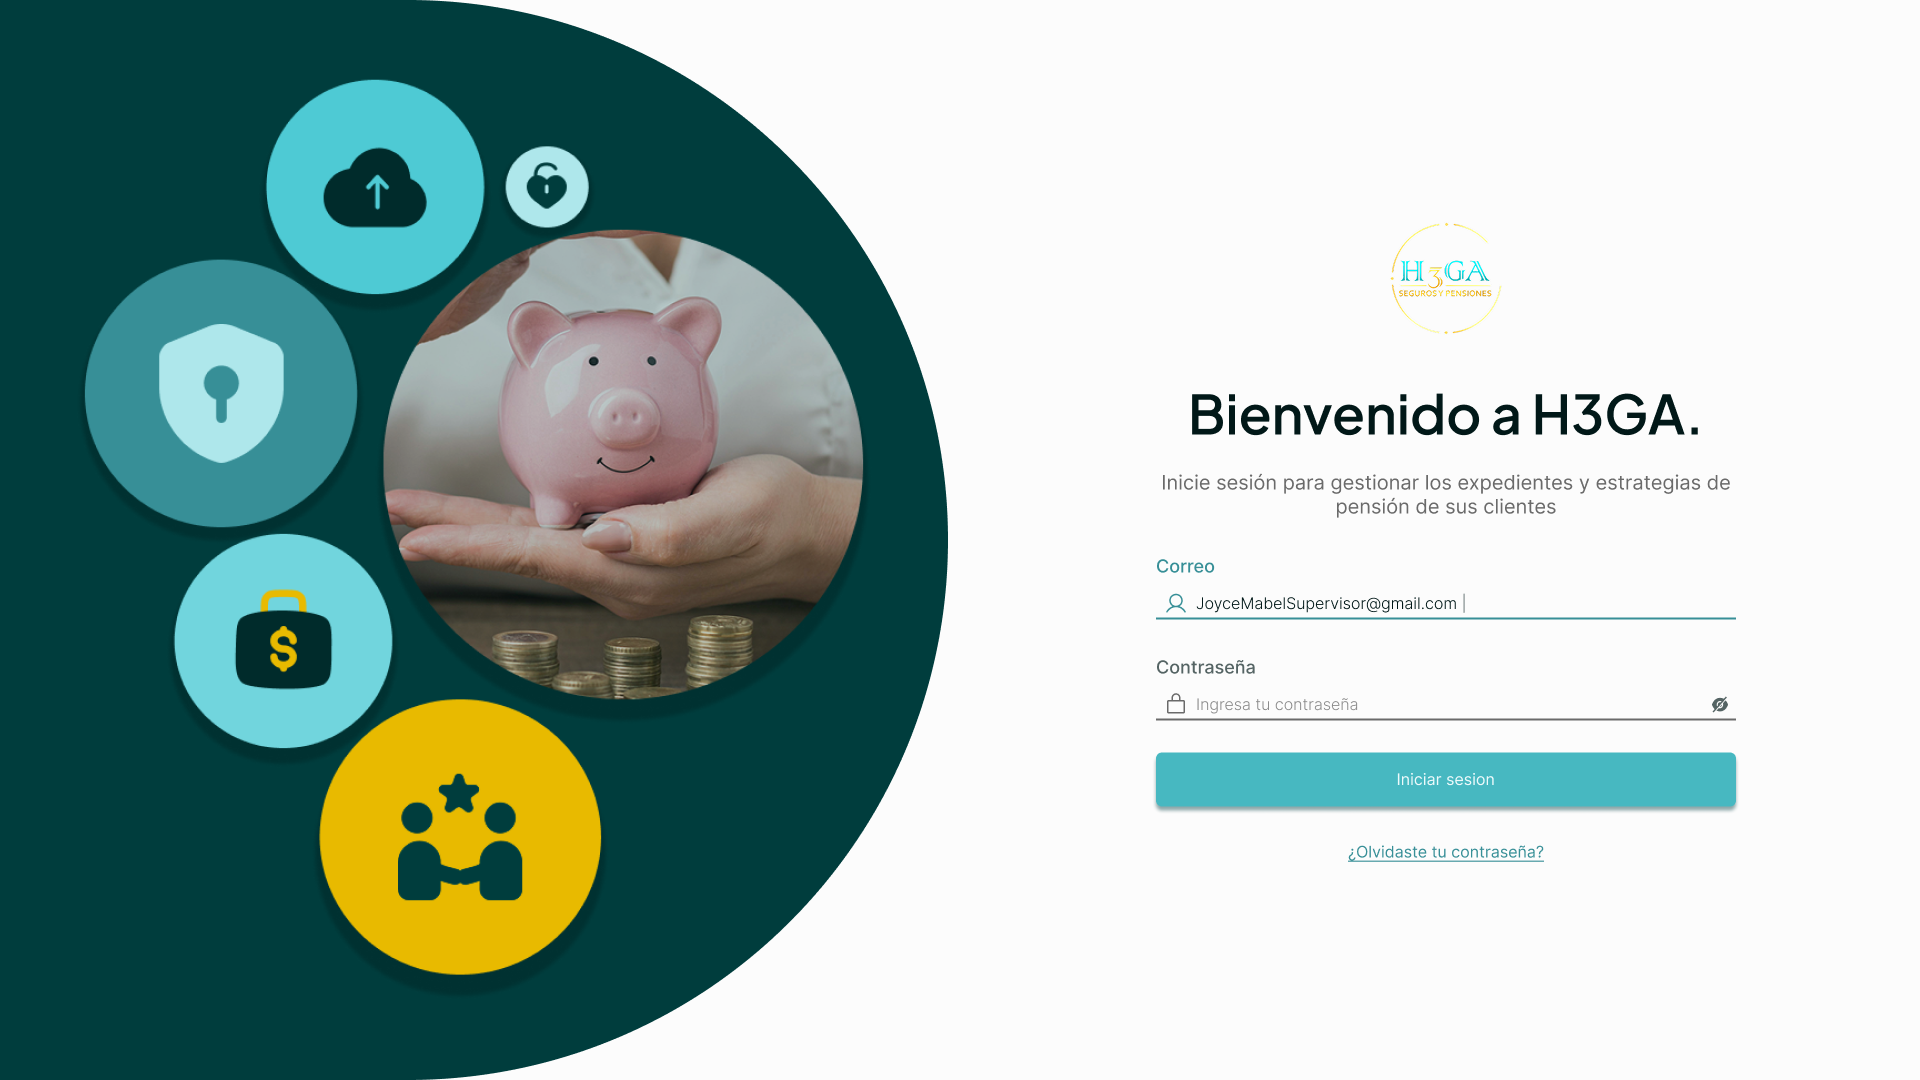 H3GA
SEGUROS Y PENSIONES
Bienvenido a H3GA.
Inicie sesión para gestionar los expedientes y estrategias de
pensión de sus clientes
Correo
JoyceMabelSupervisor@gmail.com
Contraseña
Ingresa tu contraseña
Iniciar sesion
¿Olvidaste tu contraseña?